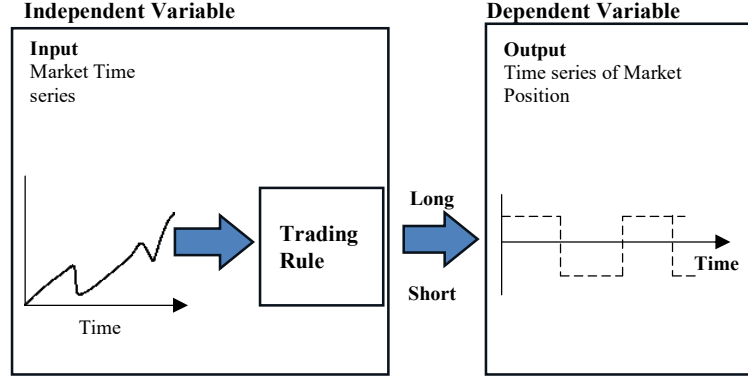 Independent Variable
Dependent Variable
Input
Market Time
series
Output
Time series of Market
Position
Trading
Rule
Long
Short
Time
Time